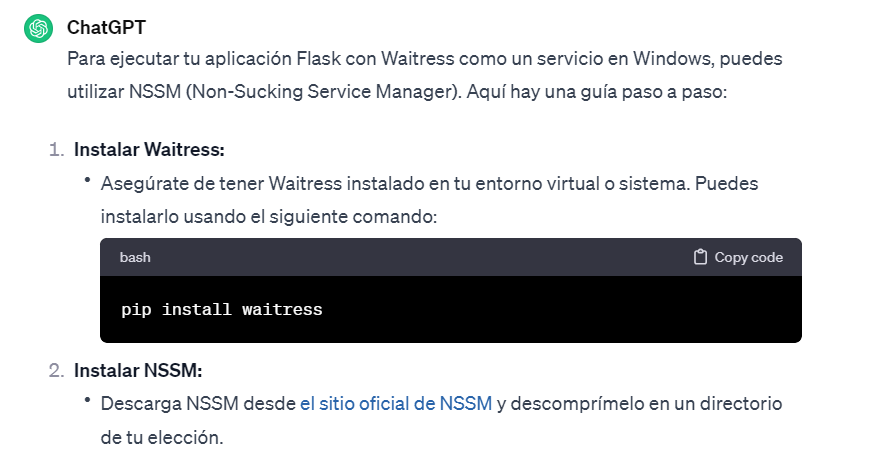 ChatGPT
Para ejecutar tu aplicación Flask con Waitress como un servicio en Windows, puedes
utilizar NSSM (Non-Sucking Service Manager). Aquí hay una guía paso a paso:
1. Instalar Waitress:
• Asegúrate de tener Waitress instalado en tu entorno virtual o sistema. Puedes
instalarlo usando el siguiente comando:
bash Copy code
pip install waitress
2. Instalar NSSM:
• Descarga NSSM desde el sitio oficial de NSSM y descomprímelo en un directorio
de tu elección.